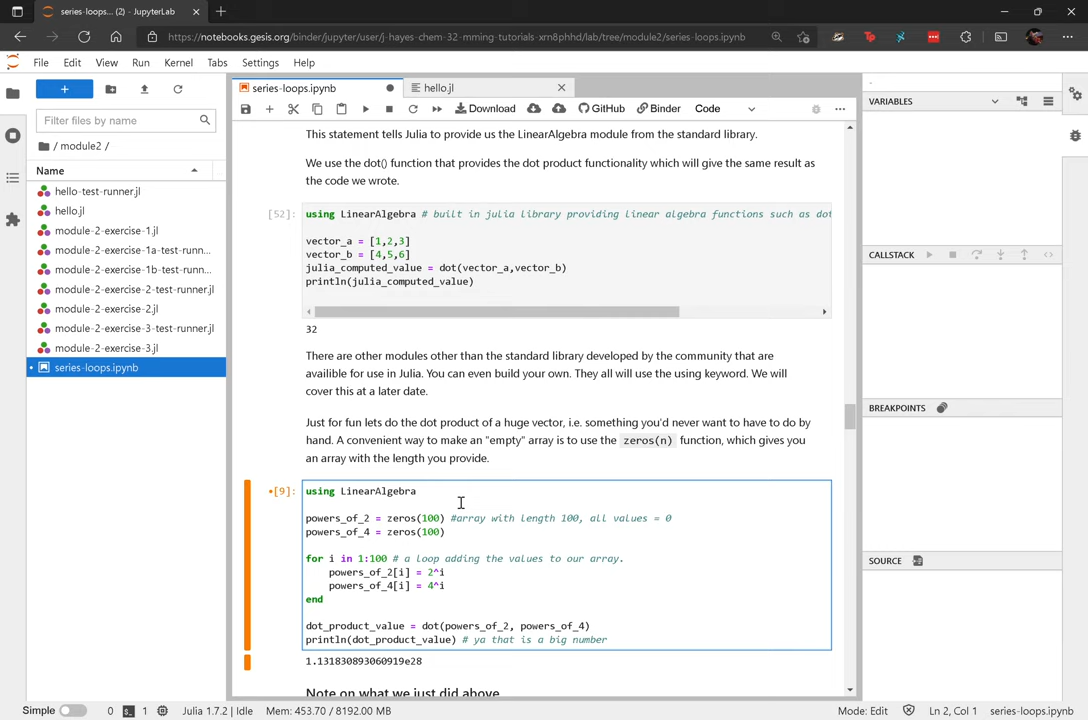 series-loops... (2) - JupyterLab
https://notebooks.gesis.org/binder/jupyter/user/j-hayes-chem-32-mming-tutorials-xm8phhd/lab/tree/module2/series-loops.ipynb
File Edit View Run Kernel Tabs Settings Help
series-loops.ipynb
hello.jl
Download GitHub Binder Code
Filter files by name
/ module2 /
Name
hello-test-runner.jl
hello.jl
module-2-exercise-1.jl
module-2-exercise-1a-test-runn...
module-2-exercise-1b-test-runn...
module-2-exercise-2-test-runner.jl
module-2-exercise-2.jl
module-2-exercise-3-test-runner.jl
module-2-exercise-3.jl
series-loops.ipynb
This statement tells Julia to provide us the LinearAlgebra module from the standard library.
We use the dot() function that provides the dot product functionality which will give the same result as
the code we wrote.
[52]:
using LinearAlgebra # built in julia library providing linear algebra functions such as dot
vector_a = [1,2,3]
vector_b = [4,5,6]
julia_computed_value = dot(vector_a,vector_b)
println(julia_computed_value)
32
There are other modules other than the standard library developed by the community that are
availible for use in Julia. You can even build your own. They all will use the using keyword. We will
cover this at a later date.
Just for fun lets do the dot product of a huge vector, i.e. something you'd never want to have to do by
hand. A convenient way to make an "empty" array is to use the zeros(n) function, which gives you
an array with the length you provide.
•[9]:
using LinearAlgebra
powers_of_2 = zeros(100) #array with length 100, all values = 0
powers_of_4 = zeros(100)
for i in 1:100 # a loop adding the values to our array.
powers_of_2[i] = 2^i
powers_of_4[i] = 4^i
end
dot_product_value = dot(powers_of_2, powers_of_4)
println(dot_product_value) # ya that is a big number
1.131830893060919e28
Note on what we just did above
VARIABLES
CALLSTACK
BREAKPOINTS
SOURCE
Simple 0 1 Julia 1.7.2 | Idle Mem: 453.70 / 8192.00 MB
Mode: Edit Ln 2, Col 1 series-loops.ipynb